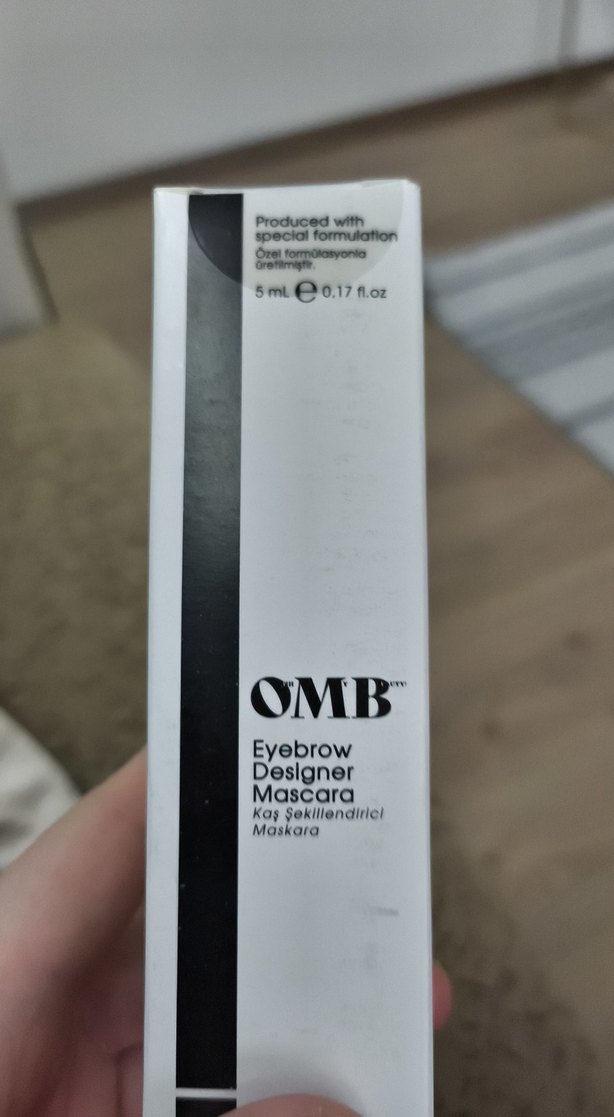 Produced with
special formulation
Özel formülasyonla
üretilmiştir.
5 mL ℮ 0,17 fl.oz
OMB
Eyebrow
Designer
Mascara
Kaş Şekillendirici
Maskara